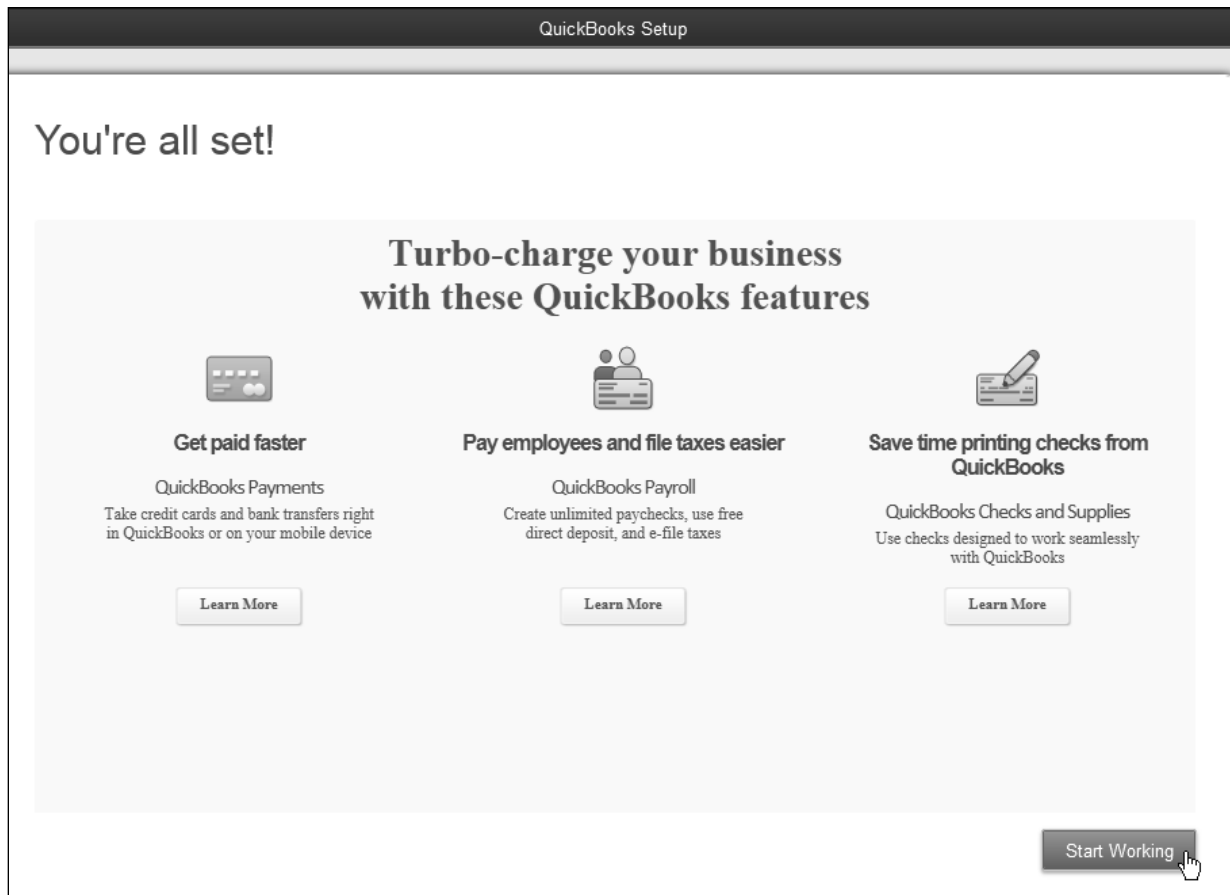 QuickBooks Setup
You're all set!
Turbo-charge your business
with these QuickBooks features
Get paid faster
QuickBooks Payments
Take credit cards and bank transfers right
in QuickBooks or on your mobile device
Learn More
Pay employees and file taxes easier
QuickBooks Payroll
Create unlimited paychecks, use free
direct deposit, and e-file taxes
Learn More
Save time printing checks from
QuickBooks
QuickBooks Checks and Supplies
Use checks designed to work seamlessly
with QuickBooks
Learn More
Start Working